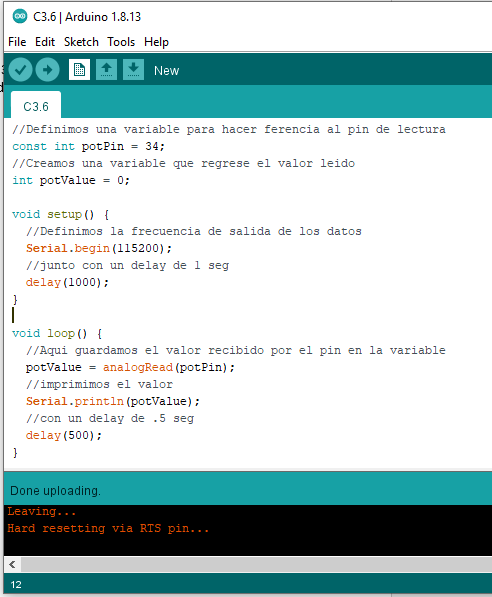 C3.6 | Arduino 1.8.13
File Edit Sketch Tools Help
New
C3.6
//Definimos una variable para hacer ferencia al pin de lectura
const int potPin = 34;
//Creamos una variable que regrese el valor leido
int potValue = 0;
void setup() {
//Definimos la frecuencia de salida de los datos
Serial.begin(115200);
//junto con un delay de 1 seg
delay(1000);
}
void loop() {
//Aqui guardamos el valor recibido por el pin en la variable
potValue = analogRead(potPin);
//imprimimos el valor
Serial.println(potValue);
//con un delay de .5 seg
delay(500);
}
Done uploading.
Leaving...
Hard resetting via RTS pin...
12